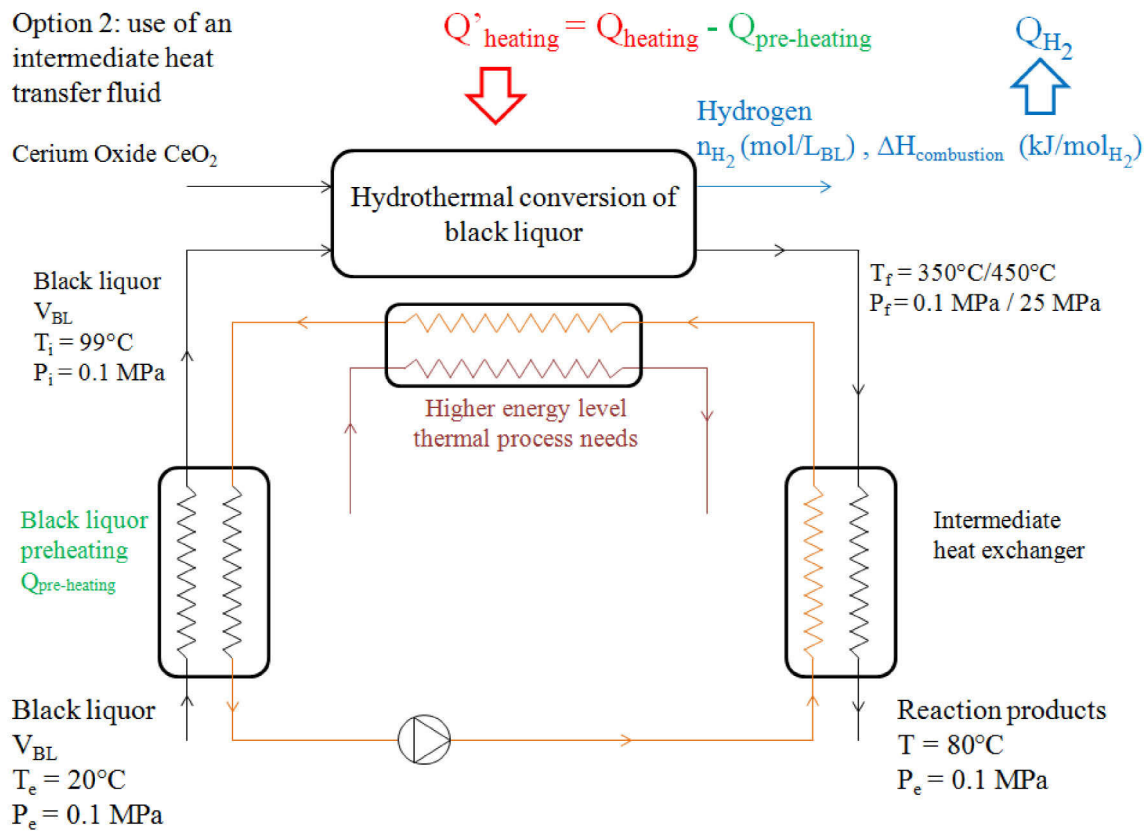 Option 2: use of an
intermediate heat
transfer fluid
Q’heating = Qheating - Qpre-heating
QH2
Cerium Oxide CeO2
Hydrogen
nH2 (mol/LBL) , ΔHcombustion (kJ/molH2)
Hydrothermal conversion of
black liquor
Black liquor
VBL
Ti = 99°C
Pi = 0.1 MPa
Tf = 350°C/450°C
Pf = 0.1 MPa / 25 MPa
Higher energy level
thermal process needs
Black liquor
preheating
Qpre-heating
Intermediate
heat exchanger
Black liquor
VBL
Te = 20°C
Pe = 0.1 MPa
Reaction products
T = 80°C
Pe = 0.1 MPa